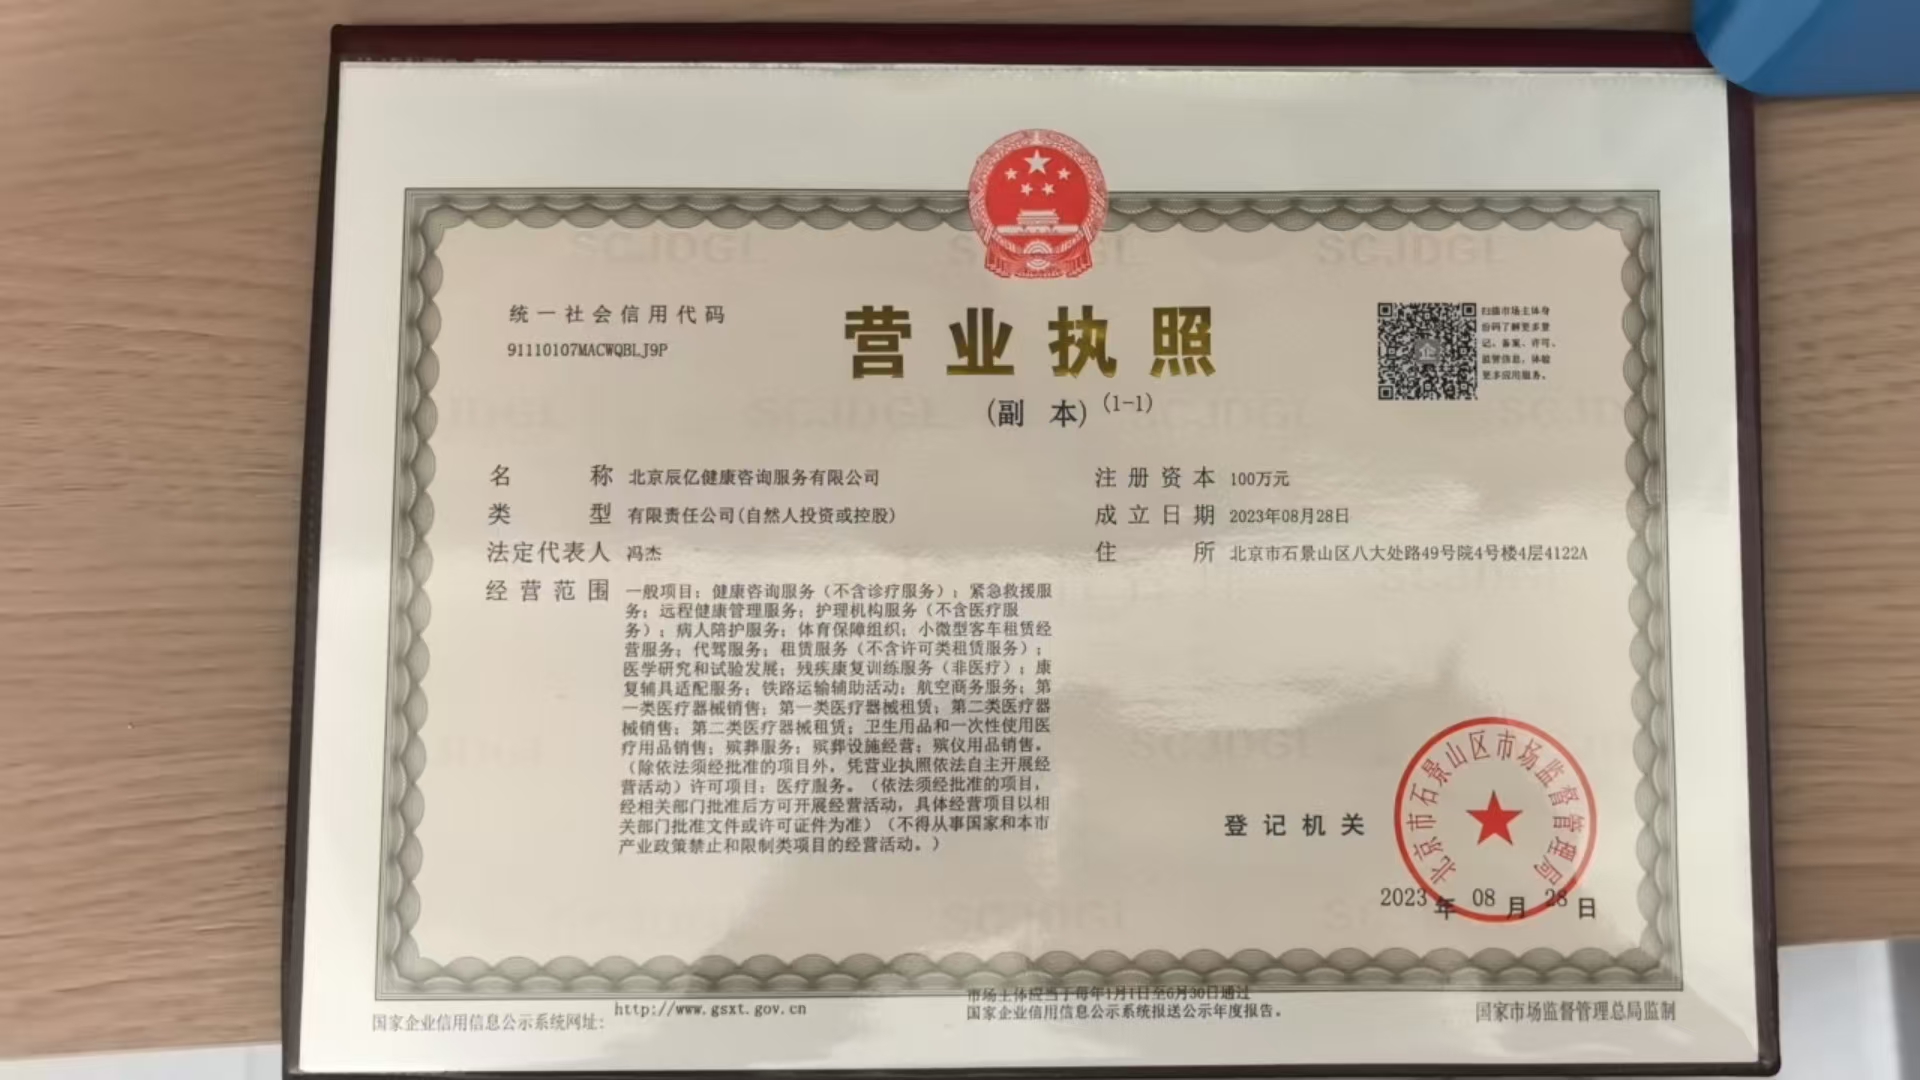 统一社会信用代码
91110107MACWQBLJ9P
营业执照
(副 本) (1-1)
扫描市场主体身
份码了解更多登
记、备案、许可、
监管信息,体验
更多应用服务。
名 称 北京辰亿健康咨询服务有限公司
类 型 有限责任公司(自然人投资或控股)
法定代表人 冯杰
经营范围 一般项目:健康咨询服务(不含诊疗服务);紧急救援服
务;远程健康管理服务;护理机构服务(不含医疗服
务);病人陪护服务;体育保障组织;小微型客车租赁经
营服务;代驾服务;租赁服务(不含许可类租赁服务);
医学研究和试验发展;残疾康复训练服务(非医疗);康
复辅具适配服务;铁路运输辅助活动;航空商务服务;第
一类医疗器械销售;第一类医疗器械租赁;第二类医疗器
械销售;第二类医疗器械租赁;卫生用品和一次性使用医
疗用品销售;殡葬服务;殡葬设施经营;殡仪用品销售。
(除依法须经批准的项目外,凭营业执照依法自主开展经
营活动)许可项目:医疗服务。(依法须经批准的项目,
经相关部门批准后方可开展经营活动,具体经营项目以相
关部门批准文件或许可证件为准)(不得从事国家和本市
产业政策禁止和限制类项目的经营活动。)
注册资本 100万元
成立日期 2023年08月28日
住 所 北京市石景山区八大处路49号院4号楼4层4122A
登记机关
北京市石景山区市场监督管理局
2023 年 08 月 28 日
国家企业信用信息公示系统网址: http://www.gsxt.gov.cn
市场主体应当于每年1月1日至6月30日通过
国家企业信用信息公示系统报送公示年度报告。
国家市场监督管理总局监制
SCJDGL